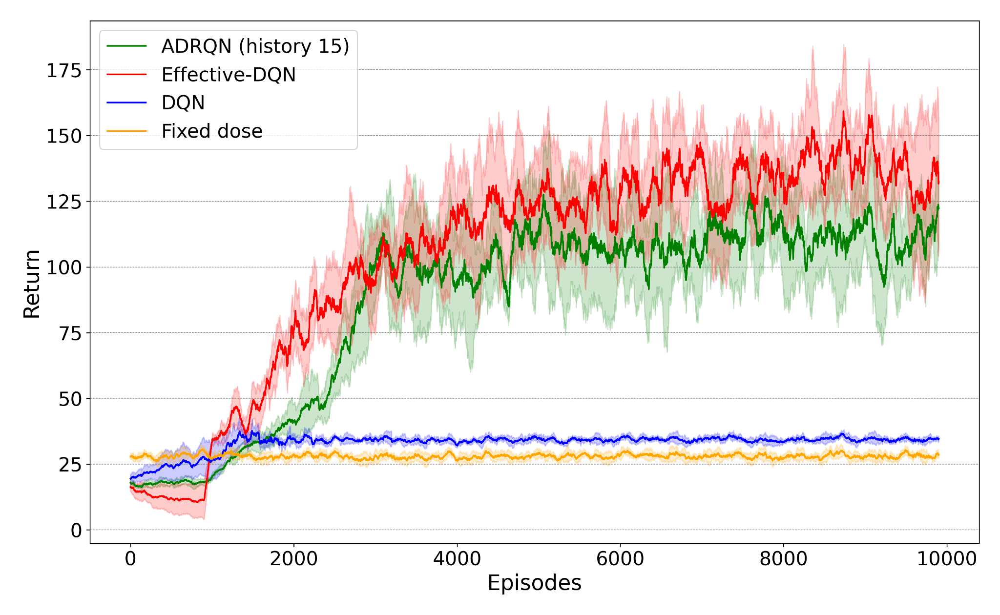 ADRQN (history 15)
Effective-DQN
DQN
Fixed dose
175
150
125
100
75
50
25
0
Return
0 2000 4000 6000 8000 10000
Episodes